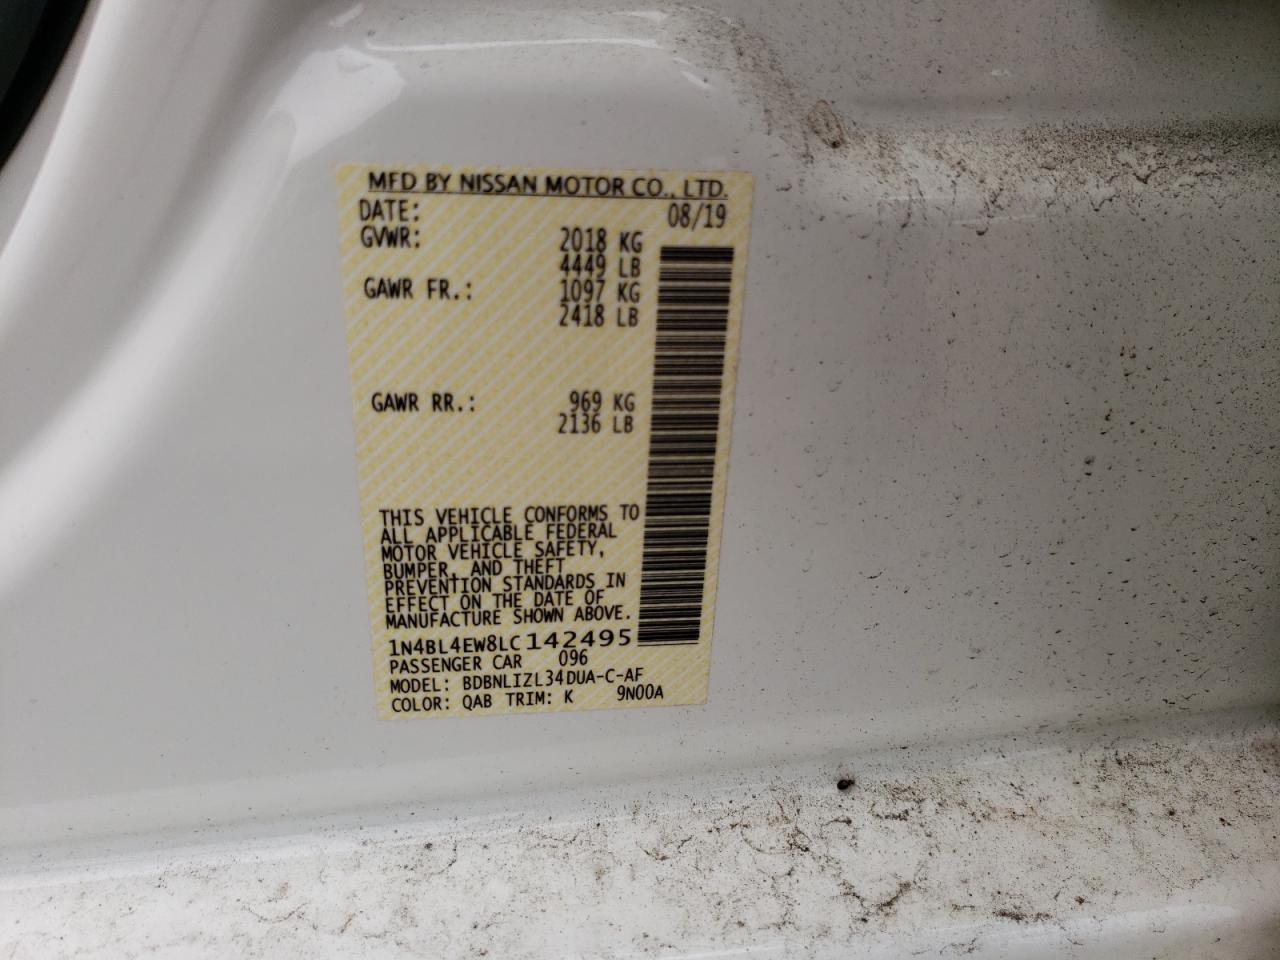 MFD BY NISSAN MOTOR CO., LTD.
DATE: 08/19
GVWR: 2018 KG
4449 LB
GAWR FR.: 1097 KG
2418 LB
GAWR RR.: 969 KG
2136 LB
THIS VEHICLE CONFORMS TO
ALL APPLICABLE FEDERAL
MOTOR VEHICLE SAFETY,
BUMPER, AND THEFT
PREVENTION STANDARDS IN
EFFECT ON THE DATE OF
MANUFACTURE SHOWN ABOVE.
1N4BL4EW8LC142495
PASSENGER CAR 096
MODEL: BDBNLIZL34DUA-C-AF
COLOR: QAB TRIM: K 9N00A